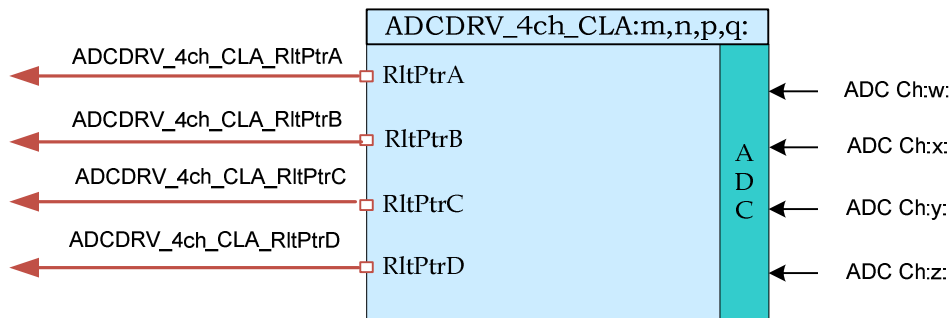 ADCDRV_4ch_CLA:m,n,p,q:
ADCDRV_4ch_CLA_RltPtrA
RltPtrA
ADC Ch:w:
ADCDRV_4ch_CLA_RltPtrB
RltPtrB
ADC Ch:x:
ADCDRV_4ch_CLA_RltPtrC
RltPtrC
ADC Ch:y:
ADCDRV_4ch_CLA_RltPtrD
RltPtrD
ADC Ch:z:
A
D
C